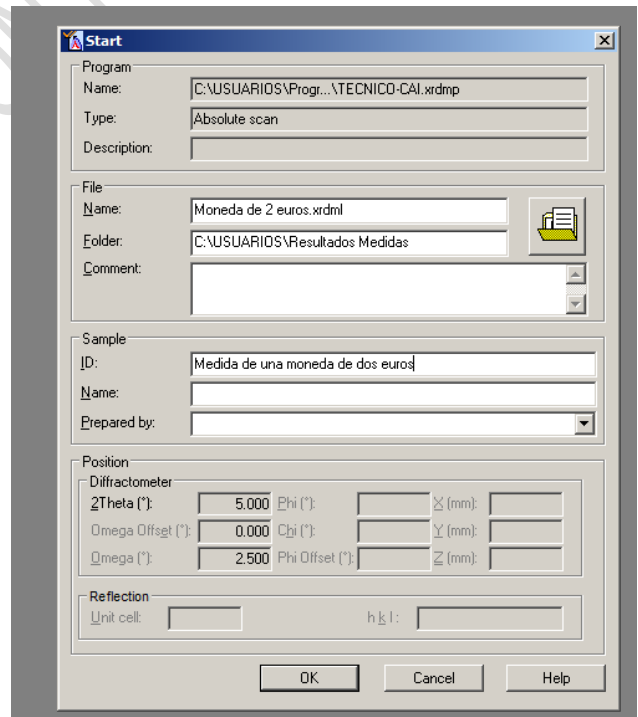 Start
Program
Name: C:\USUARIOS\Progr...\TECNICO-CAI.xrdmp
Type: Absolute scan
Description:
File
Name: Moneda de 2 euros.xrdml
Folder: C:\USUARIOS\Resultados Medidas
Comment:
Sample
ID: Medida de una moneda de dos euros
Name:
Prepared by:
Position
Diffractometer
2Theta (°): 5.000 Phi (°): X (mm):
Omega Offset (°): 0.000 Chi (°): Y (mm):
Omega (°): 2.500 Phi Offset (°): Z (mm):
Reflection
Unit cell: h k l :
OK Cancel Help